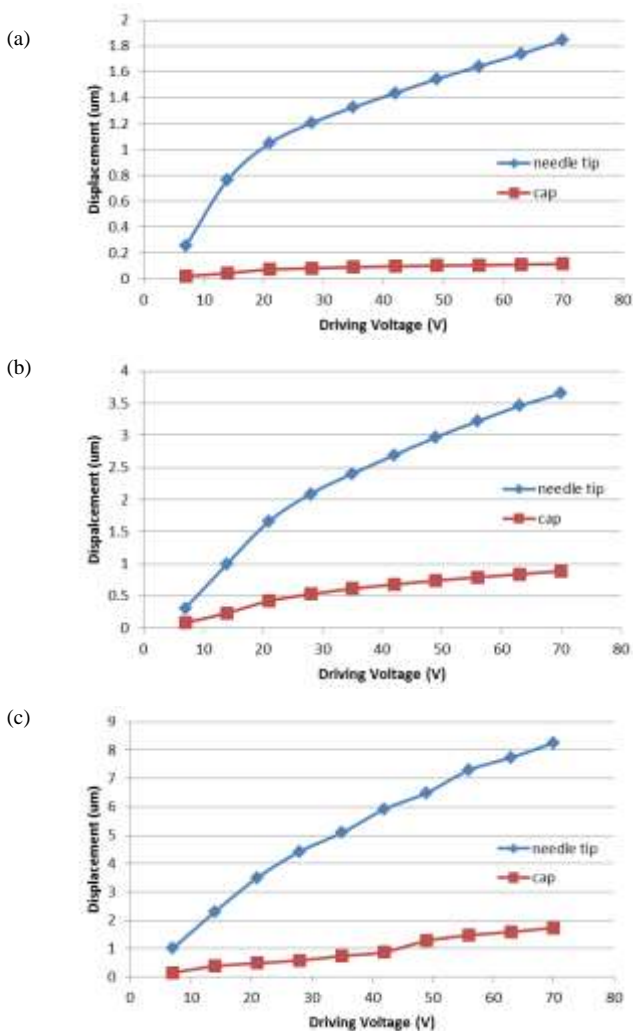 (a)
2
1.8
1.6
1.4
1.2
1
0.8
0.6
0.4
0.2
0
Displacement (um)
needle tip
cap
0 10 20 30 40 50 60 70 80
Driving Voltage (V)
(b)
4
3.5
3
2.5
2
1.5
1
0.5
0
Dispalcement (um)
needle tip
cap
0 10 20 30 40 50 60 70 80
Driving Voltage (V)
(c)
9
8
7
6
5
4
3
2
1
0
Displacement (um)
needle tip
cap
0 10 20 30 40 50 60 70 80
Driving Voltage (V)